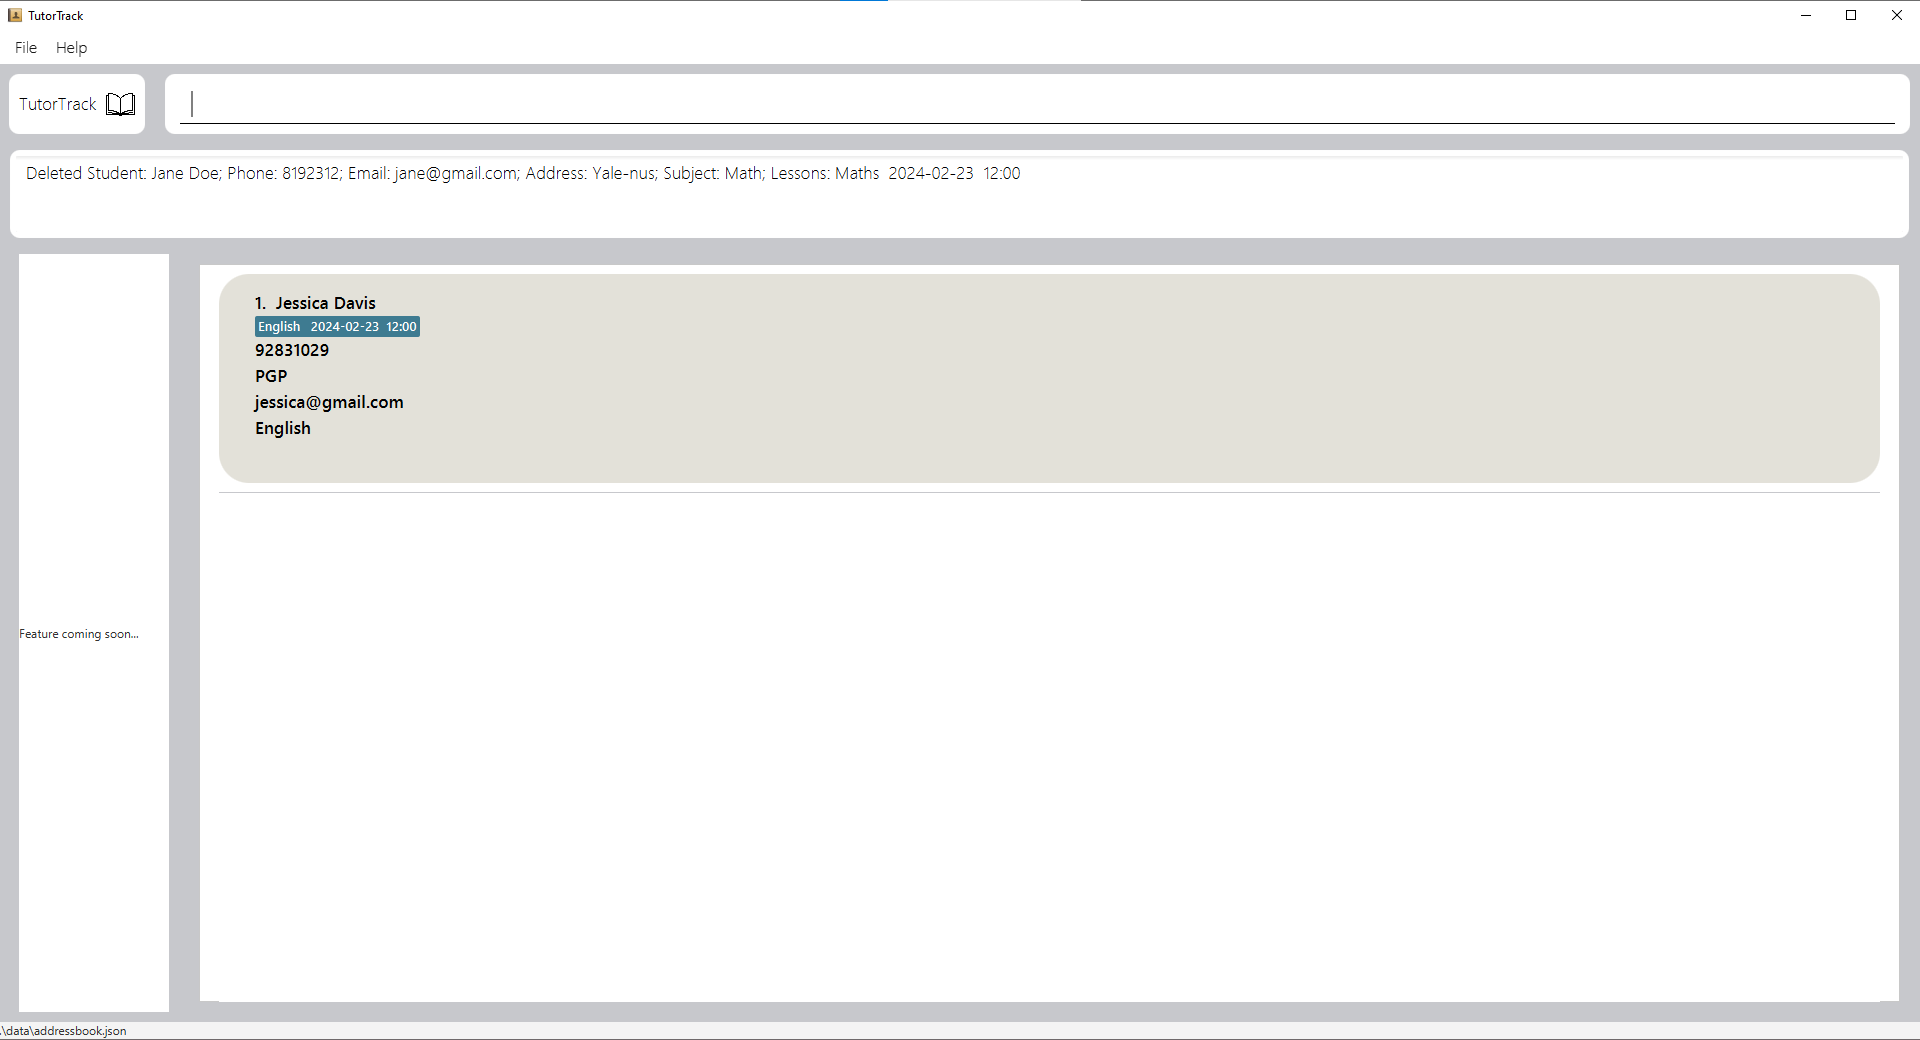 TutorTrack
File Help
TutorTrack
Deleted Student: Jane Doe; Phone: 8192312; Email: jane@gmail.com; Address: Yale-nus; Subject: Math; Lessons: Maths 2024-02-23 12:00
1. Jessica Davis
English 2024-02-23 12:00
92831029
PGP
jessica@gmail.com
English
Feature coming soon...
.\data\addressbook.json